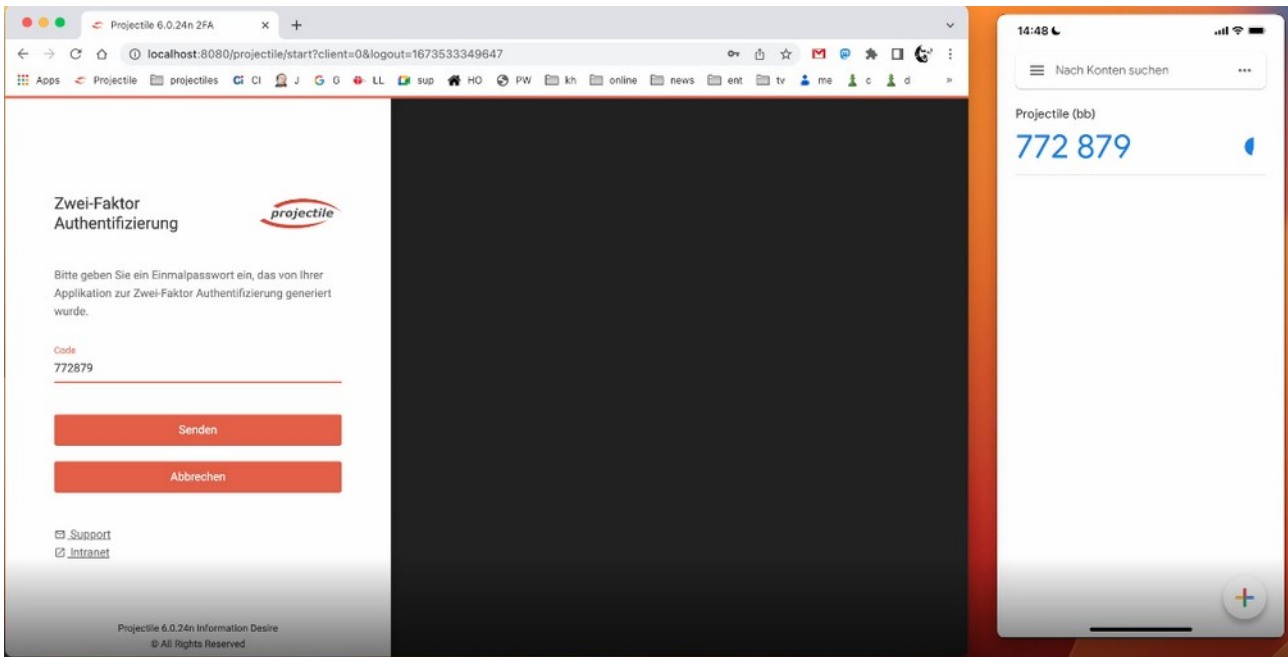 Projectile 6.0.24n 2FA
localhost:8080/projectile/start?client=0&logout=1673533349647
Apps Projectile projectiles CI J G LL sup HO PW kh online news ent tv me c d »
Zwei-Faktor
Authentifizierung
projectile
Bitte geben Sie ein Einmalpasswort ein, das von Ihrer
Applikation zur Zwei-Faktor Authentifizierung generiert
wurde.
Code
772879
Senden
Abbrechen
Support
Intranet
Projectile 6.0.24n Information Desire
© All Rights Reserved
14:48
Nach Konten suchen
Projectile (bb)
772 879